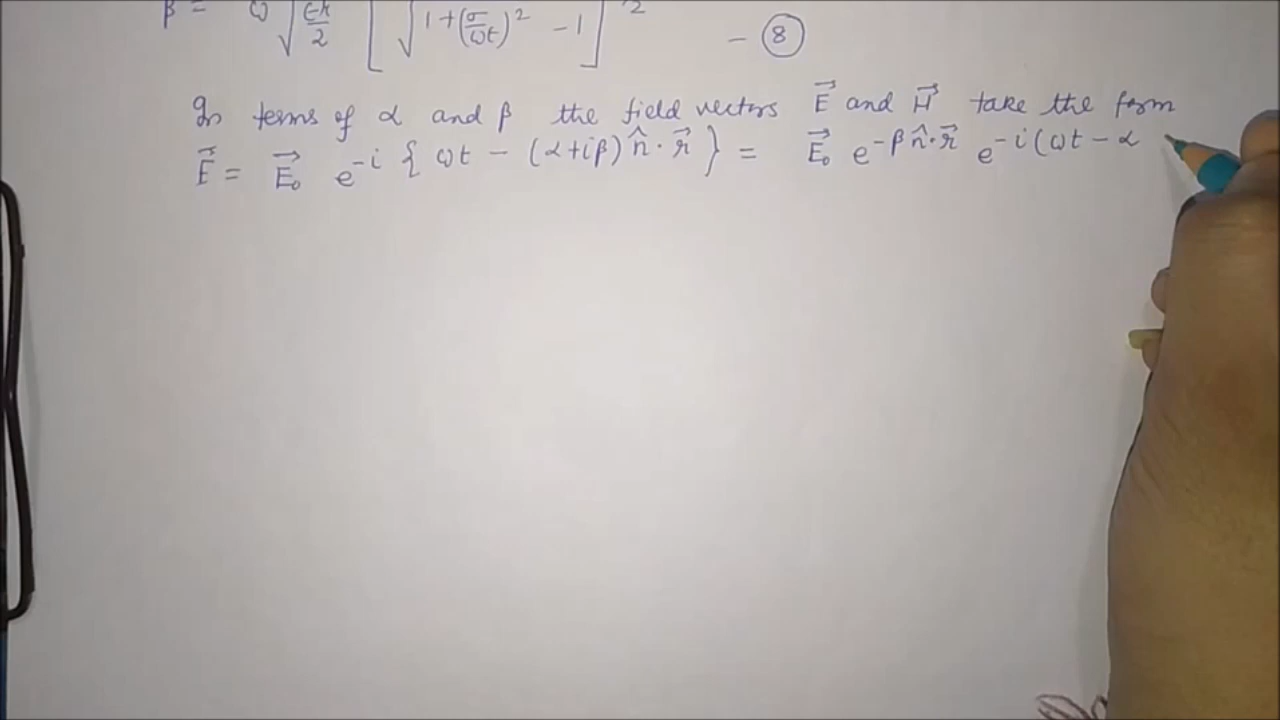 β = ω √(εμ/2) [ √(1+(σ/ωε)²) − 1 ]^1/2 − (8)
In terms of α and β the field vectors E⃗ and H⃗ take the form
E⃗ = E⃗₀ e^−i { ωt − (α+iβ) n̂·r⃗ } = E⃗₀ e^−β n̂·r⃗ e^−i(ωt − α